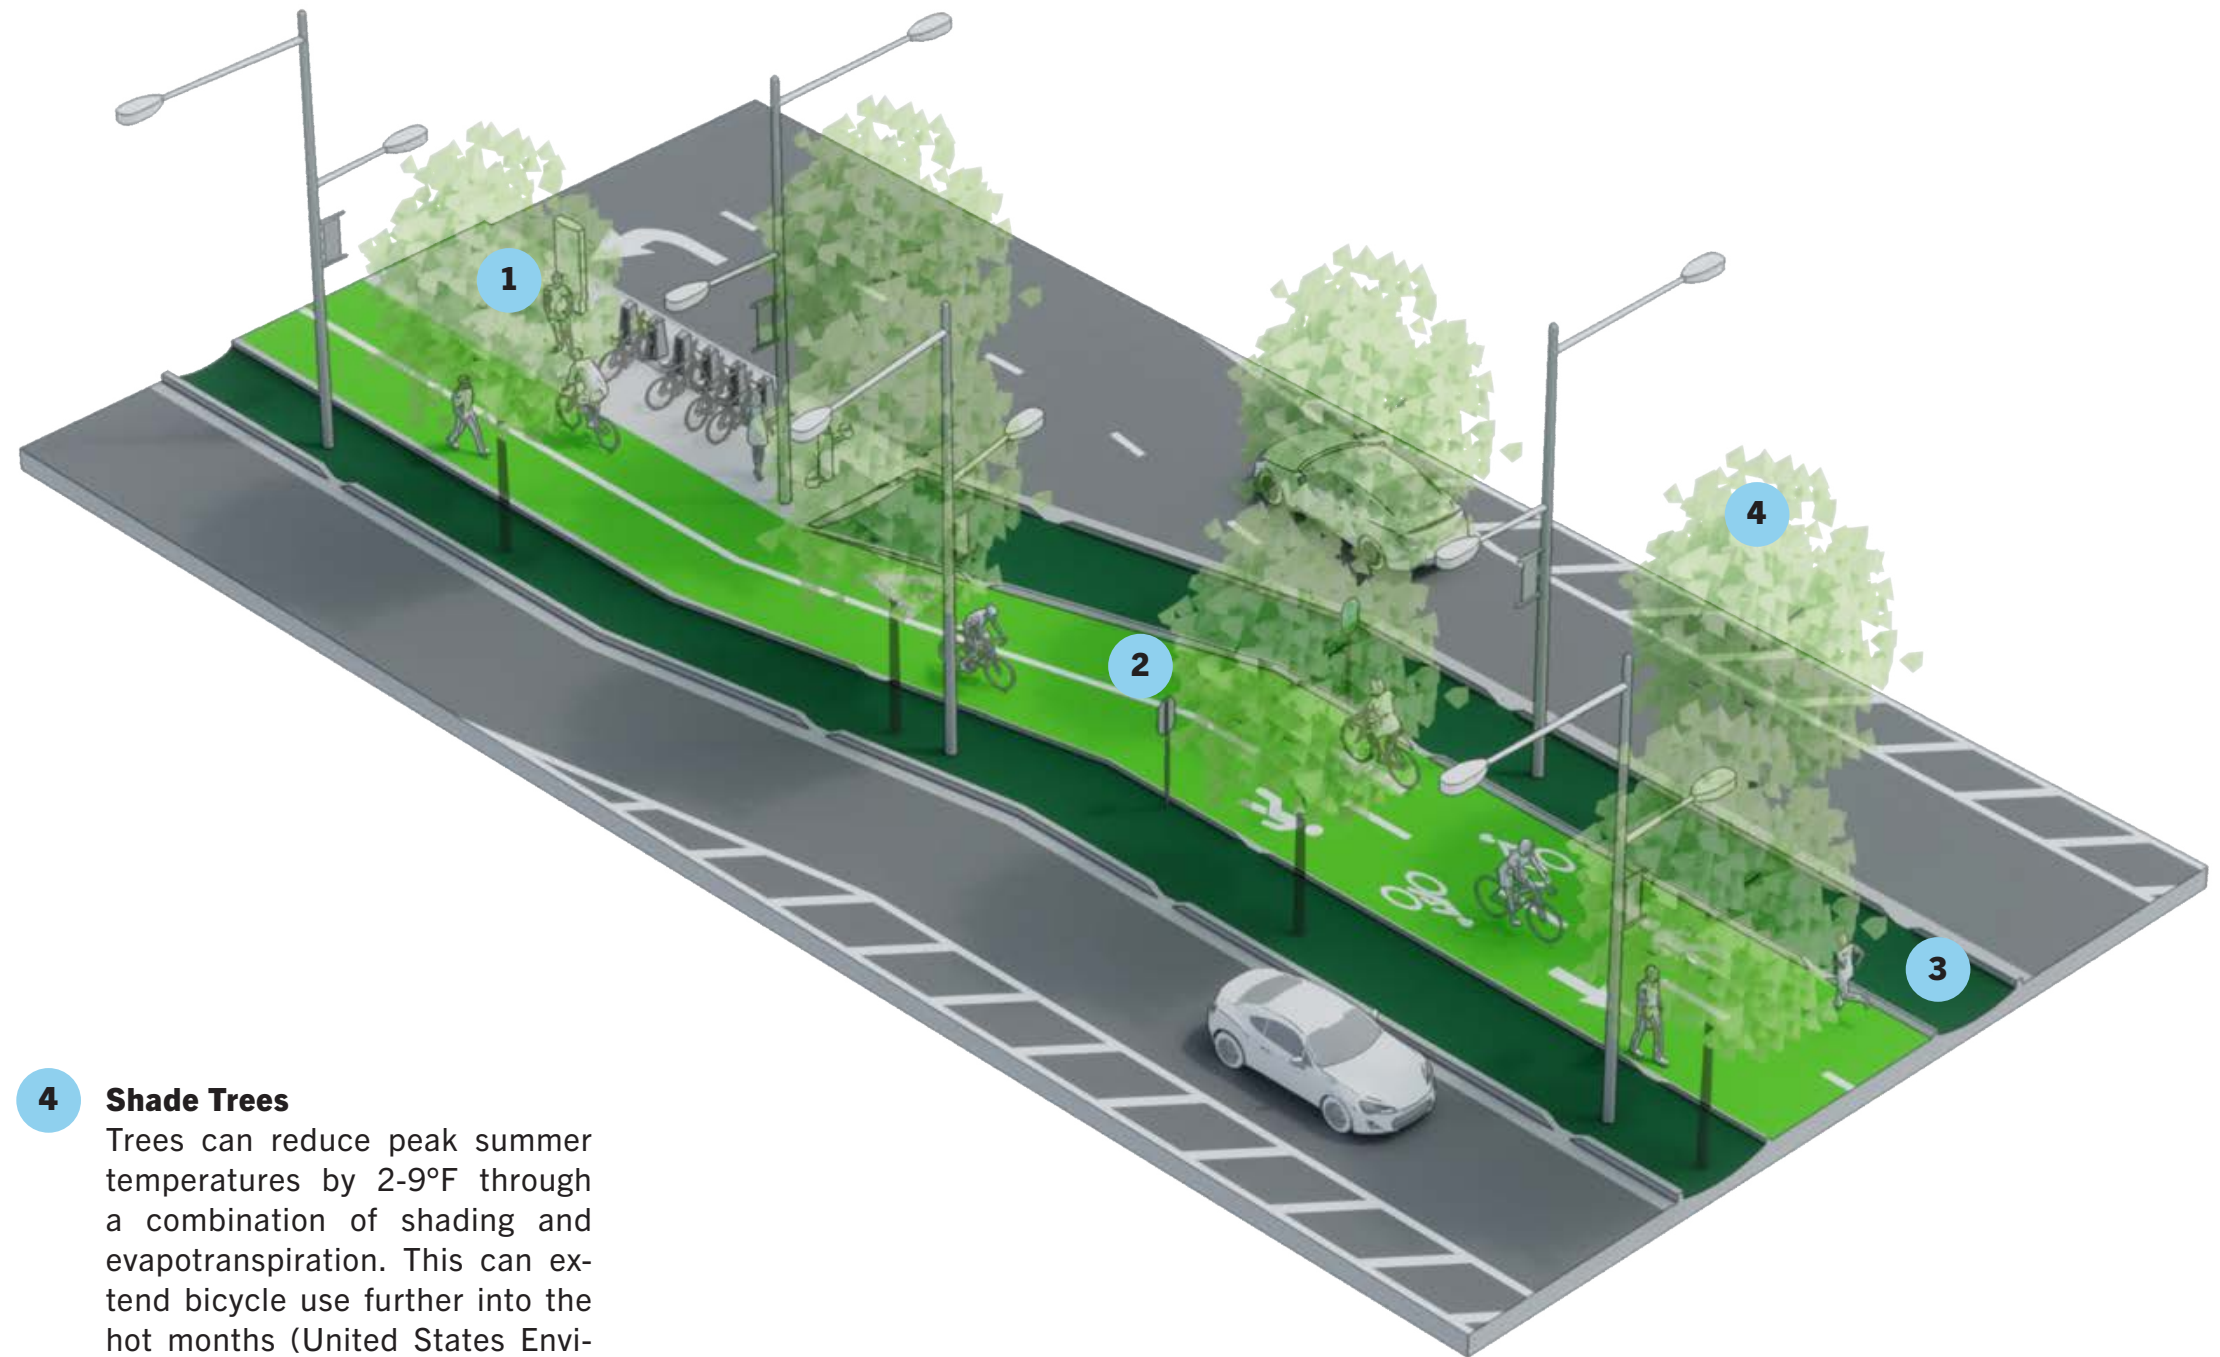 1
4
2
3
4 Shade Trees
Trees can reduce peak summer
temperatures by 2-9°F through
a combination of shading and
evapotranspiration. This can ex-
tend bicycle use further into the
hot months (United States Envi-